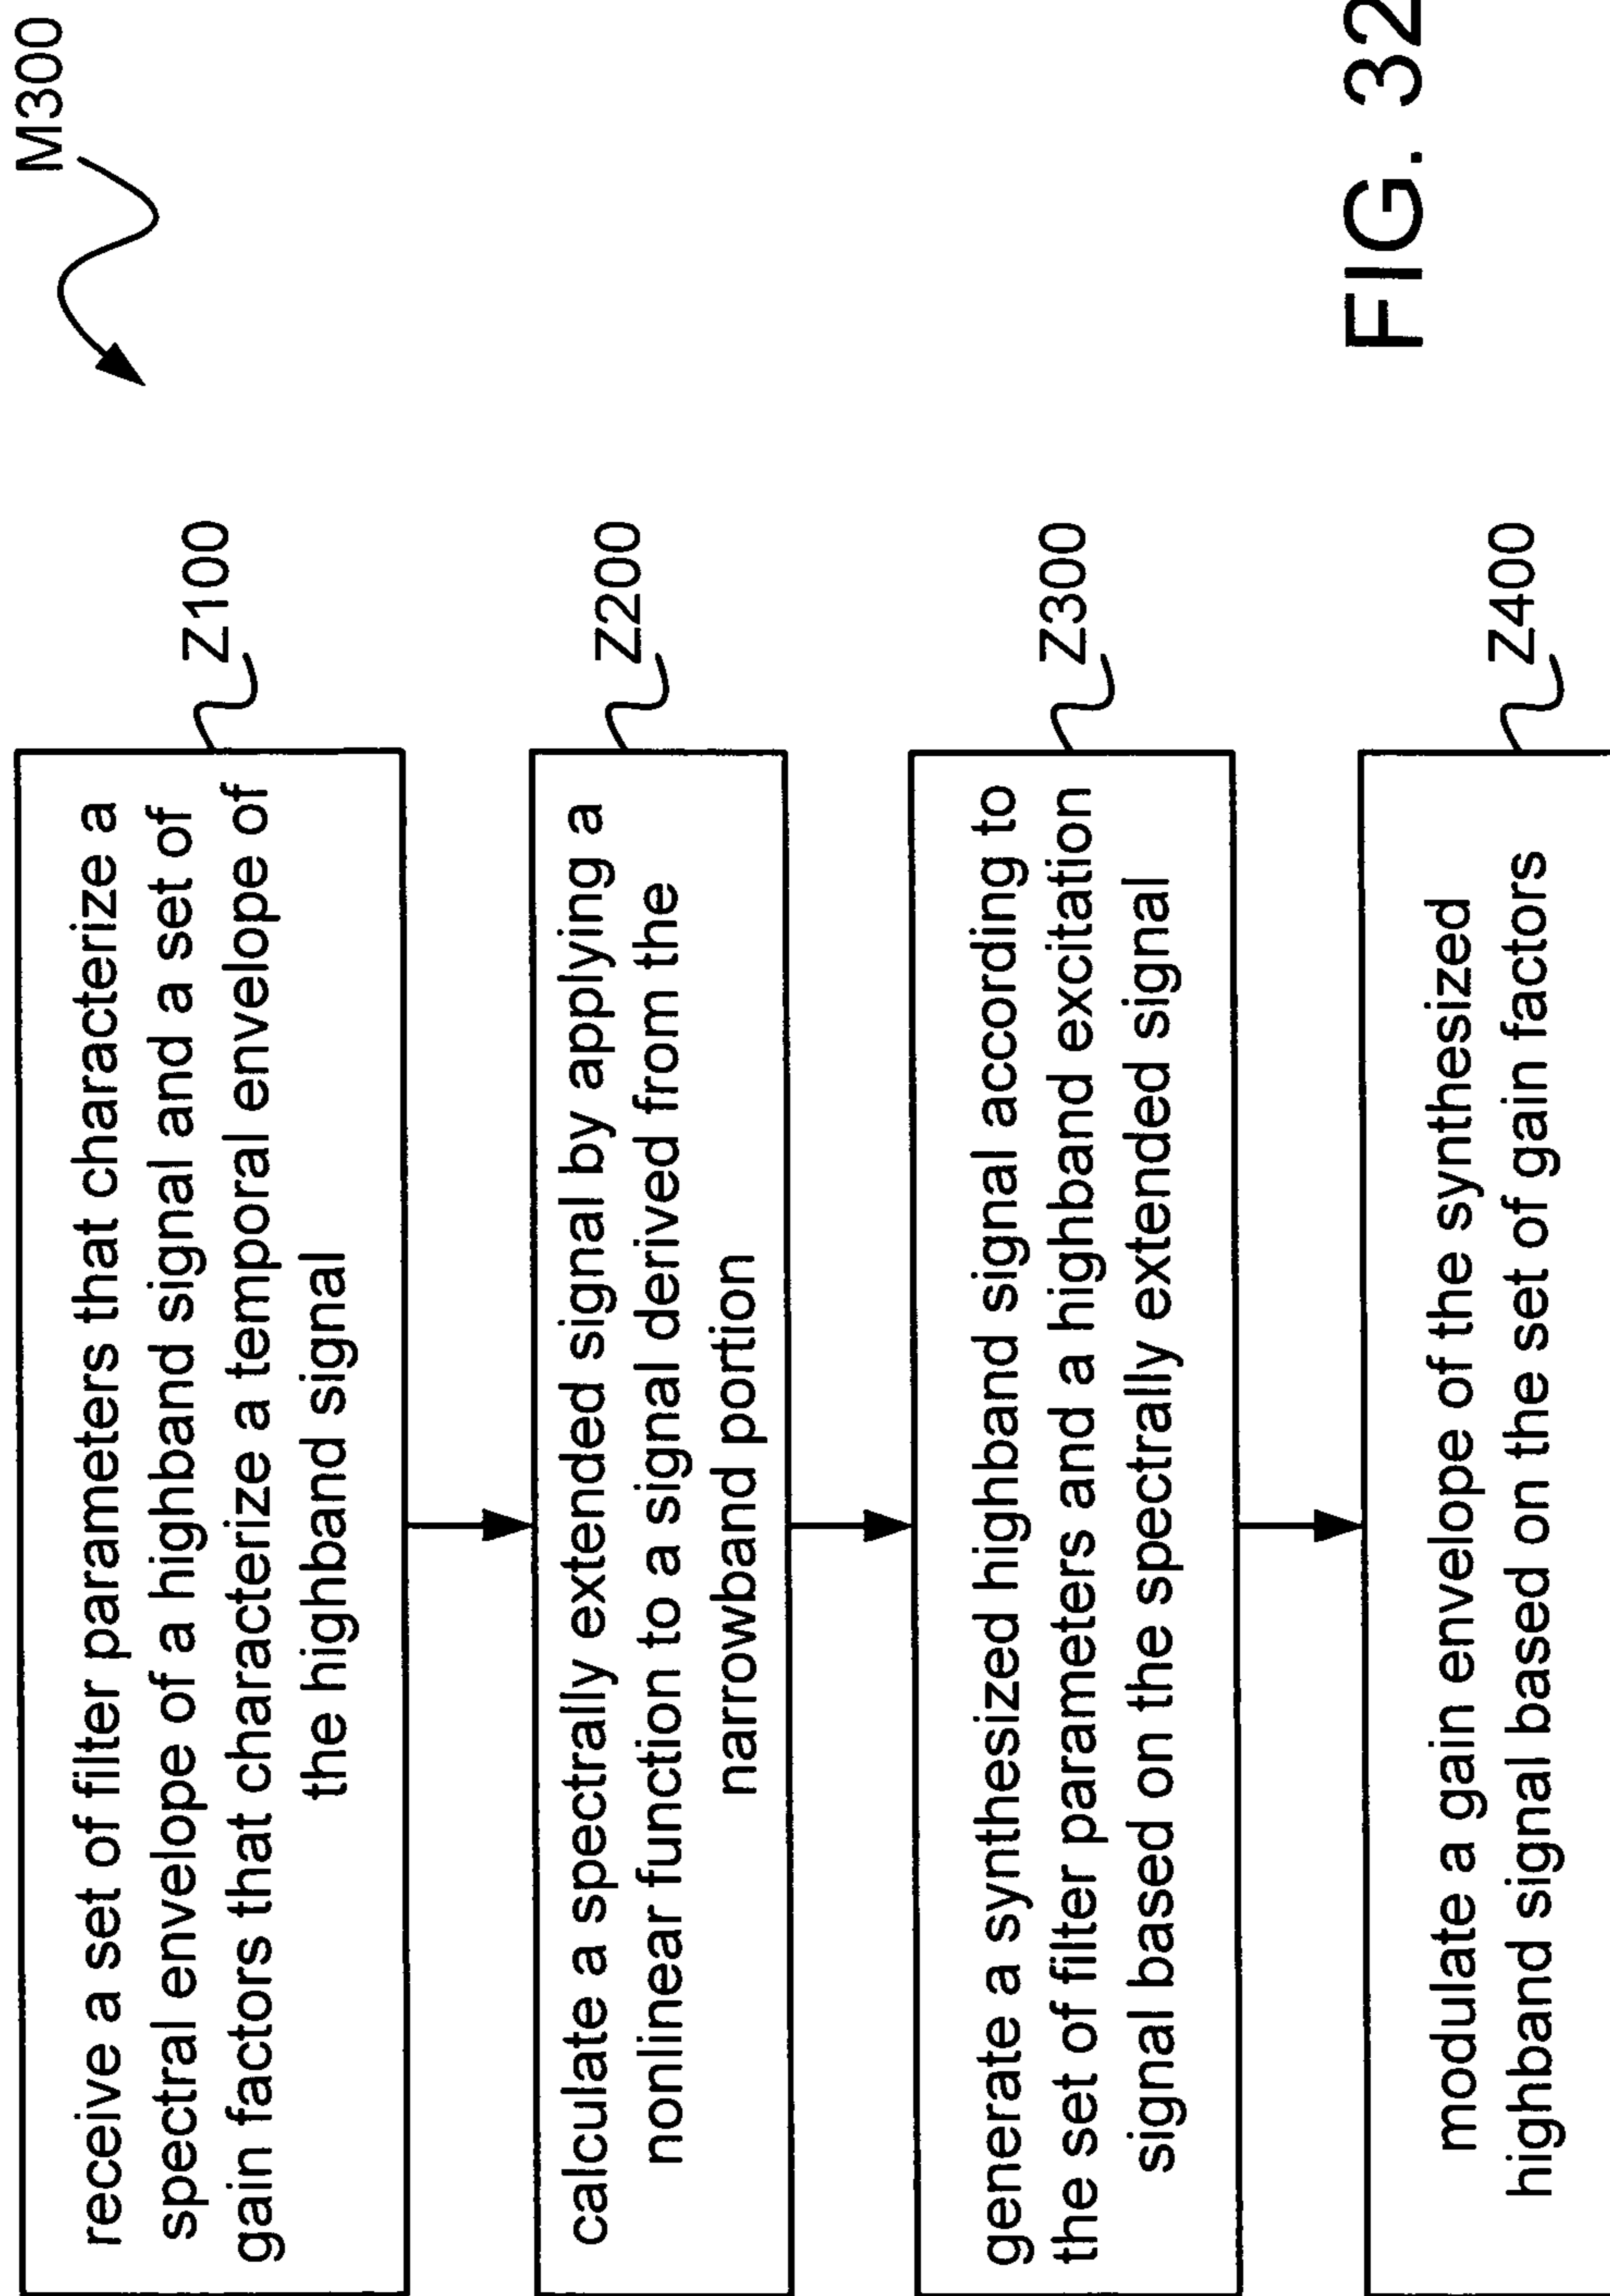 M300
Z100
receive a set of filter parameters that characterize a
spectral envelope of a highband signal and a set of
gain factors that characterize a temporal envelope of
the highband signal
Z200
calculate a spectrally extended signal by applying a
nonlinear function to a signal derived from the
narrowband portion
Z300
generate a synthesized highband signal according to
the set of filter parameters and a highband excitation
signal based on the spectrally extended signal
Z400
modulate a gain envelope of the synthesized
highband signal based on the set of gain factors
FIG. 32